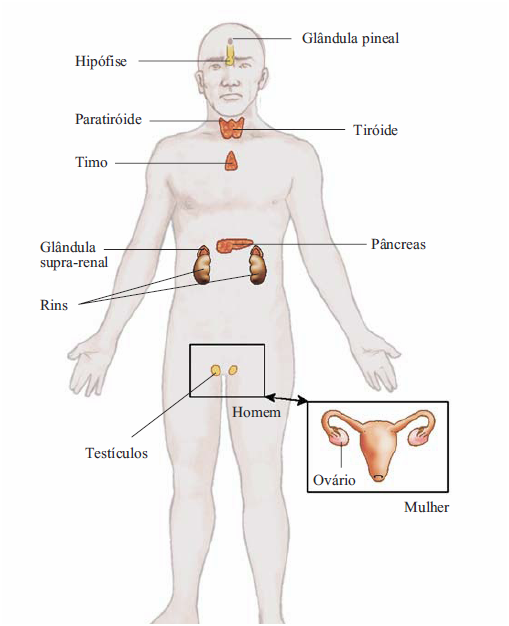 Glândula pineal
Hipófise
Paratiróide
Tiróide
Timo
Glândula
supra-renal
Pâncreas
Rins
Homem
Testículos
Ovário
Mulher